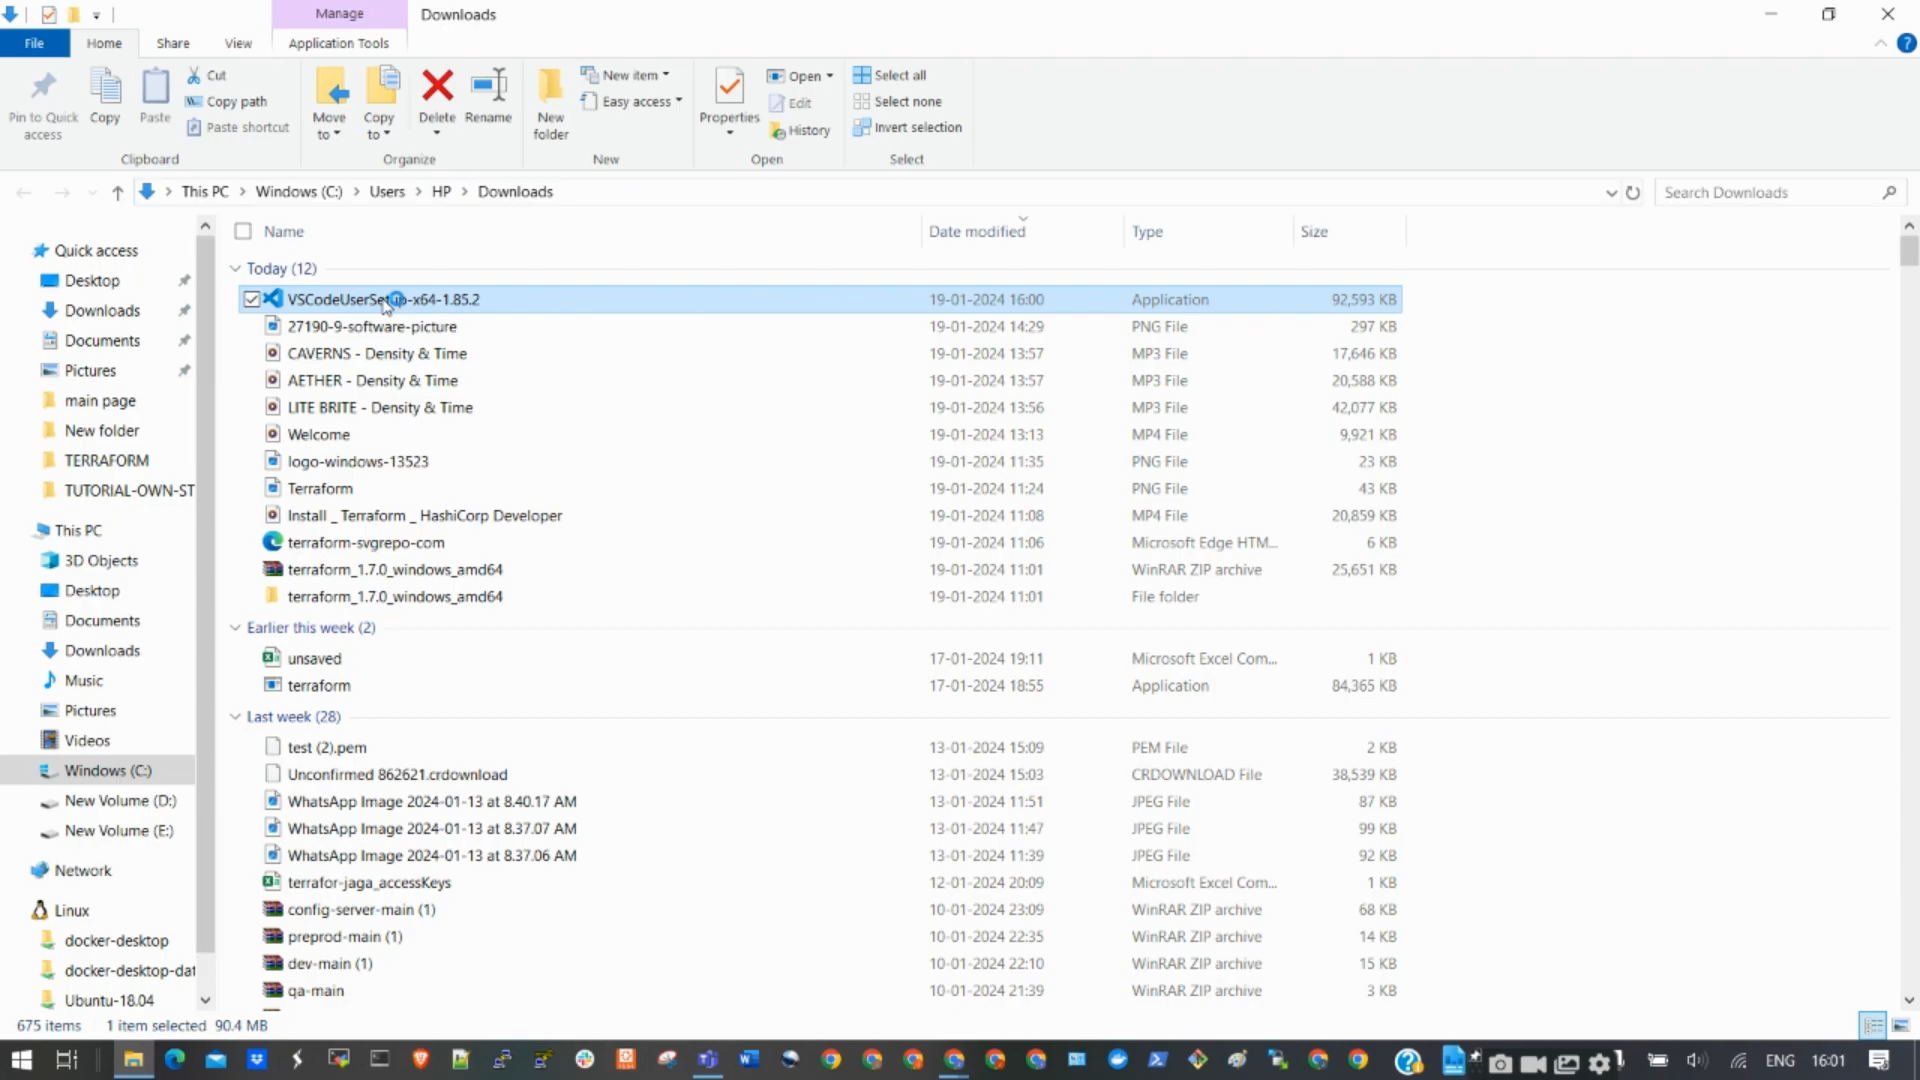 Manage
Downloads
File
Home
Share
View
Application Tools
Pin to Quick access
Copy
Paste
Cut
Copy path
Paste shortcut
Clipboard
Move to
Copy to
Delete
Rename
Organize
New folder
New item
Easy access
New
Properties
Open
Edit
History
Open
Select all
Select none
Invert selection
Select
This PC
Windows (C:)
Users
HP
Downloads
Search Downloads
Quick access
Desktop
Downloads
Documents
Pictures
main page
New folder
TERRAFORM
TUTORIAL-OWN-ST
This PC
3D Objects
Desktop
Documents
Downloads
Music
Pictures
Videos
Windows (C:)
New Volume (D:)
New Volume (E:)
Network
Linux
docker-desktop
docker-desktop-dat
Ubuntu-18.04
Name Date modified Type Size
Today (12)
VSCodeUserSetup-x64-1.85.2 19-01-2024 16:00 Application 92,593 KB
27190-9-software-picture 19-01-2024 14:29 PNG File 297 KB
CAVERNS - Density & Time 19-01-2024 13:57 MP3 File 17,646 KB
AETHER - Density & Time 19-01-2024 13:57 MP3 File 20,588 KB
LITE BRITE - Density & Time 19-01-2024 13:56 MP3 File 42,077 KB
Welcome 19-01-2024 13:13 MP4 File 9,921 KB
logo-windows-13523 19-01-2024 11:35 PNG File 23 KB
Terraform 19-01-2024 11:24 PNG File 43 KB
Install _ Terraform _ HashiCorp Developer 19-01-2024 11:08 MP4 File 20,859 KB
terraform-svgrepo-com 19-01-2024 11:06 Microsoft Edge HTM... 6 KB
terraform_1.7.0_windows_amd64 19-01-2024 11:01 WinRAR ZIP archive 25,651 KB
terraform_1.7.0_windows_amd64 19-01-2024 11:01 File folder
Earlier this week (2)
unsaved 17-01-2024 19:11 Microsoft Excel Com... 1 KB
terraform 17-01-2024 18:55 Application 84,365 KB
Last week (28)
test (2).pem 13-01-2024 15:09 PEM File 2 KB
Unconfirmed 862621.crdownload 13-01-2024 15:03 CRDOWNLOAD File 38,539 KB
WhatsApp Image 2024-01-13 at 8.40.17 AM 13-01-2024 11:51 JPEG File 87 KB
WhatsApp Image 2024-01-13 at 8.37.07 AM 13-01-2024 11:47 JPEG File 99 KB
WhatsApp Image 2024-01-13 at 8.37.06 AM 13-01-2024 11:39 JPEG File 92 KB
terrafor-jaga_accessKeys 12-01-2024 20:09 Microsoft Excel Com... 1 KB
config-server-main (1) 10-01-2024 23:09 WinRAR ZIP archive 68 KB
preprod-main (1) 10-01-2024 22:35 WinRAR ZIP archive 14 KB
dev-main (1) 10-01-2024 22:10 WinRAR ZIP archive 15 KB
qa-main 10-01-2024 21:39 WinRAR ZIP archive 3 KB
675 items 1 item selected 90.4 MB
ENG 16:01